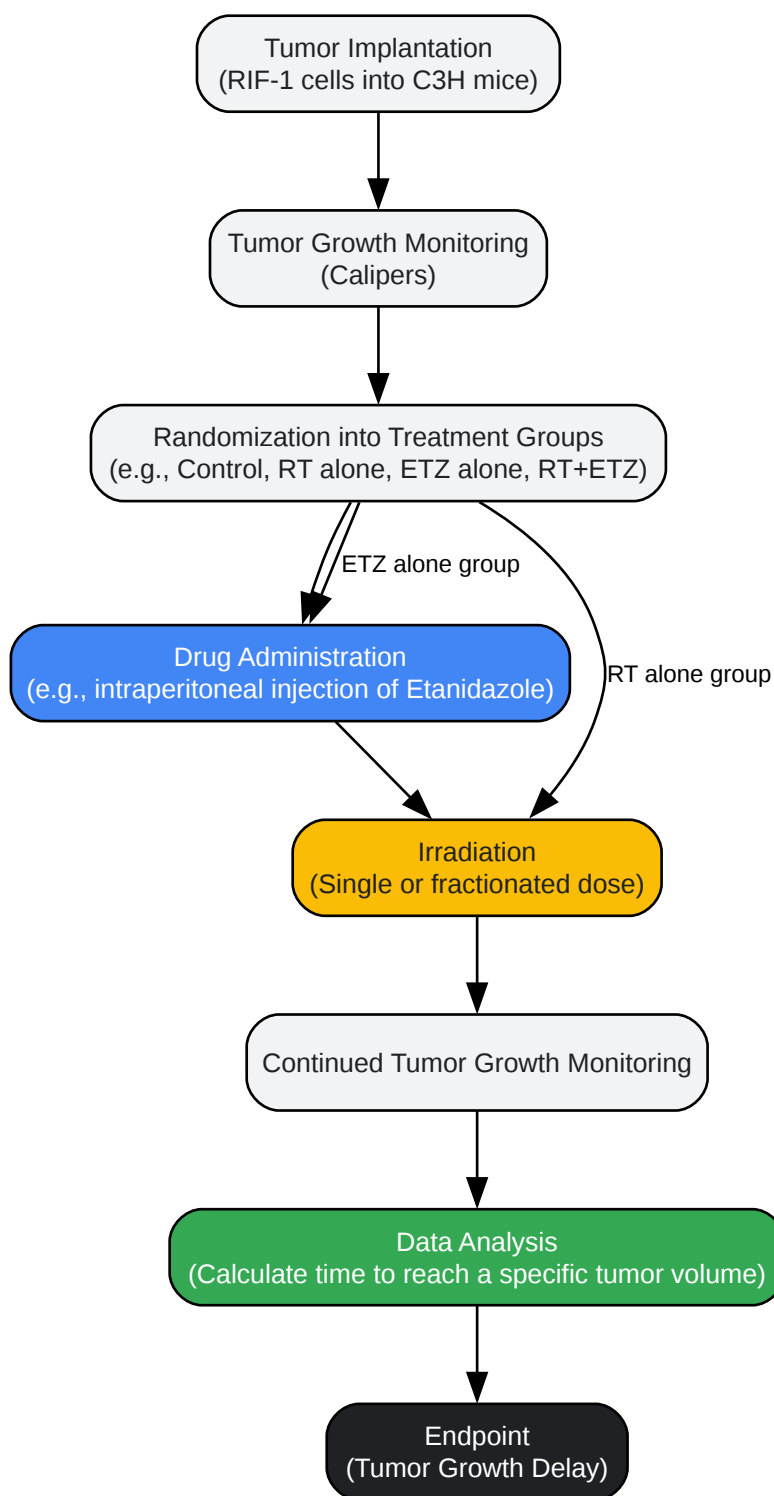 Tumor Implantation
(RIF-1 cells into C3H mice)
Tumor Growth Monitoring
(Calipers)
Randomization into Treatment Groups
(e.g., Control, RT alone, ETZ alone, RT+ETZ)
ETZ alone group
Drug Administration
(e.g., intraperitoneal injection of Etanidazole)
RT alone group
Irradiation
(Single or fractionated dose)
Continued Tumor Growth Monitoring
Data Analysis
(Calculate time to reach a specific tumor volume)
Endpoint
(Tumor Growth Delay)